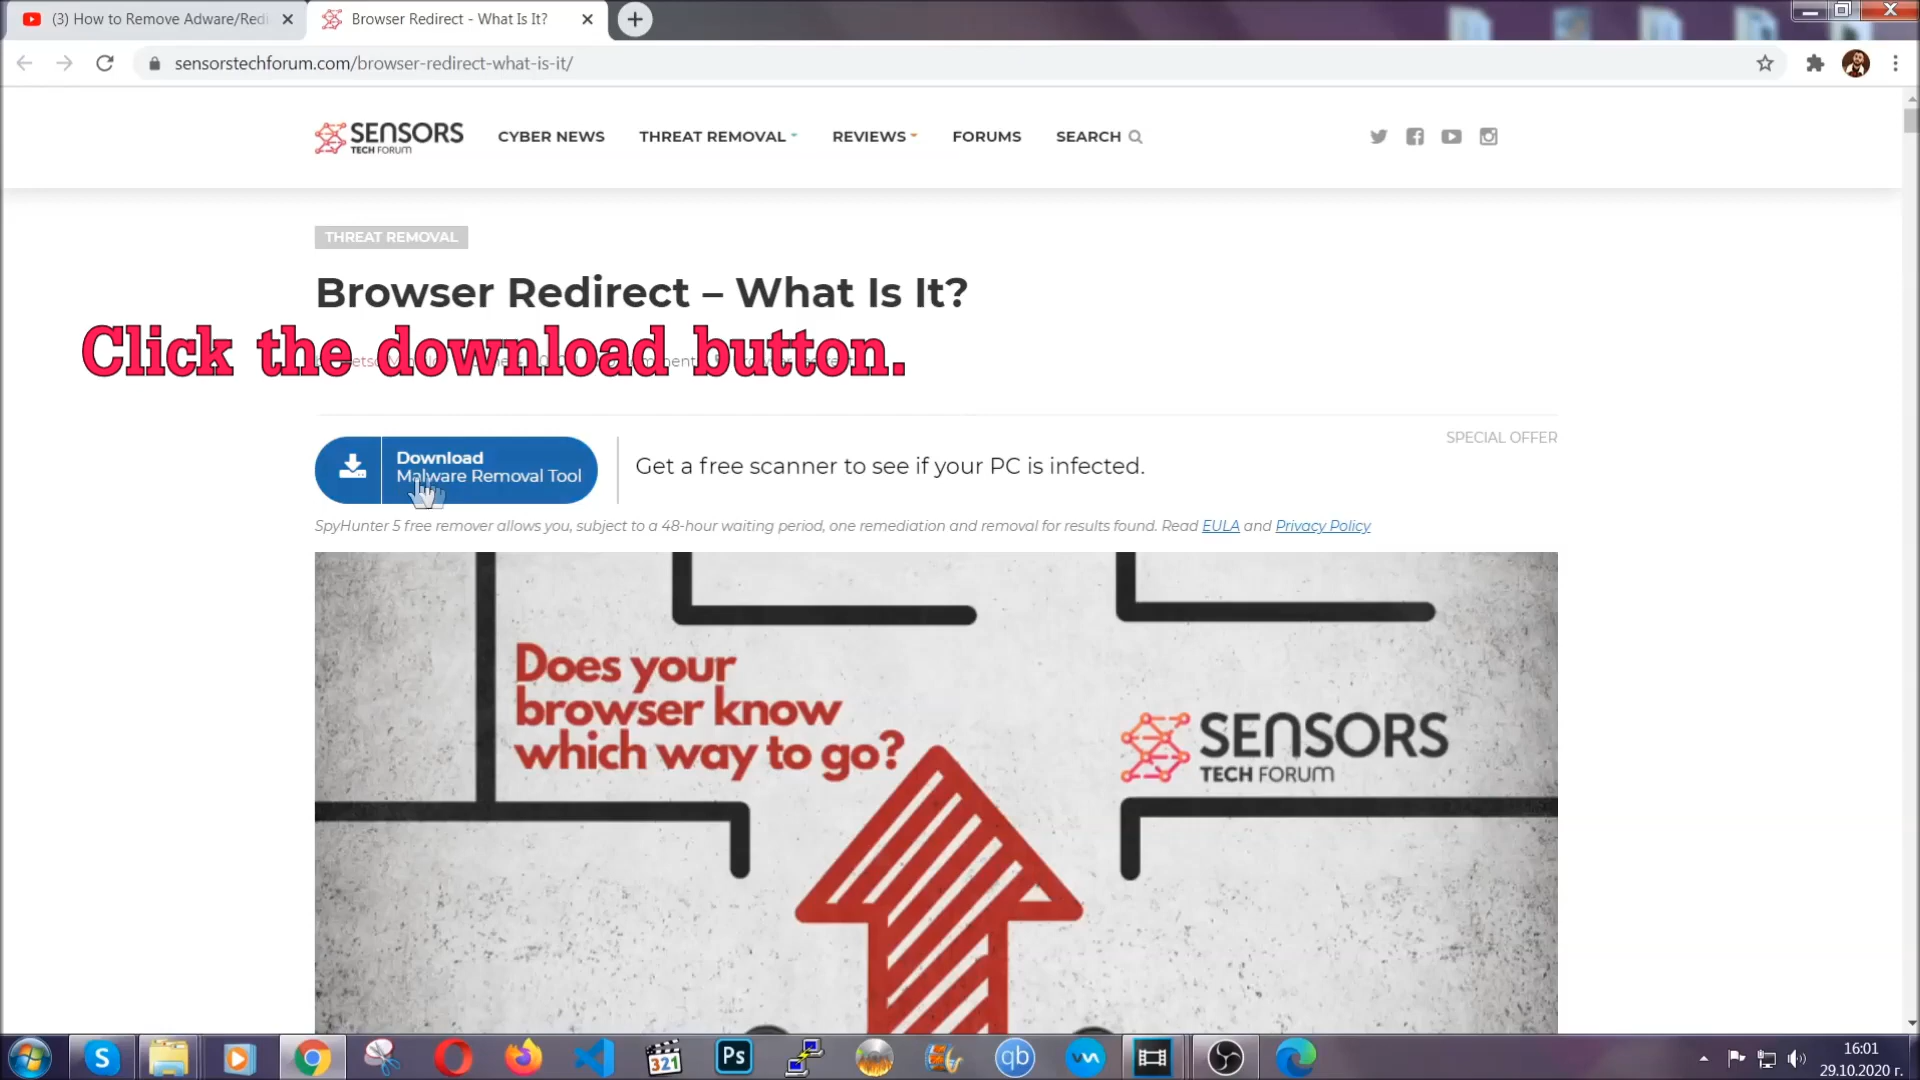 (3) How to Remove Adware/Redi
Browser Redirect - What Is It?
sensorstechforum.com/browser-redirect-what-is-it/
SENSORS
TECH FORUM
CYBER NEWS
THREAT REMOVAL
REVIEWS
FORUMS
SEARCH
THREAT REMOVAL
Browser Redirect – What Is It?
Click the download button.
Download
Malware Removal Tool
Get a free scanner to see if your PC is infected.
SPECIAL OFFER
SpyHunter 5 free remover allows you, subject to a 48-hour waiting period, one remediation and removal for results found. Read EULA and Privacy Policy
Does your
browser know
which way to go?
SENSORS
TECH FORUM
S
321
Ps
qb
16:01
29.10.2020 г.